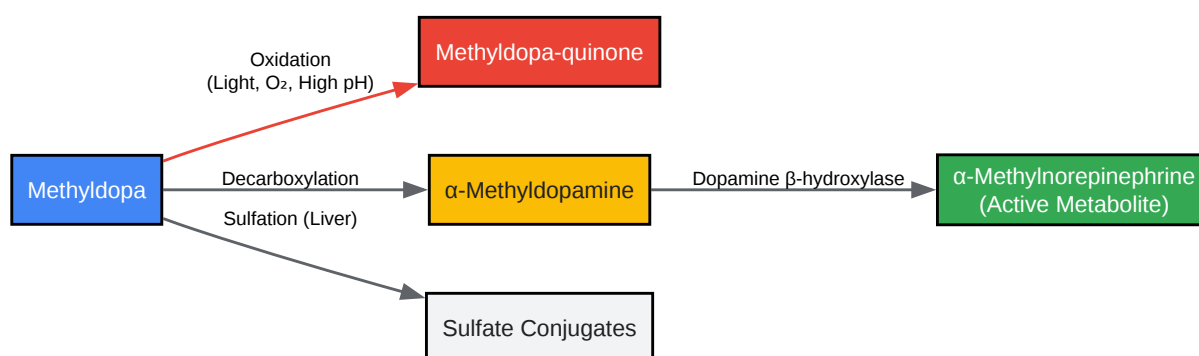 Methyldopa-quinone
Oxidation
(Light, O₂, High pH)
Methyldopa
Decarboxylation
α-Methyldopamine
Dopamine β-hydroxylase
α-Methylnorepinephrine
(Active Metabolite)
Sulfation (Liver)
Sulfate Conjugates